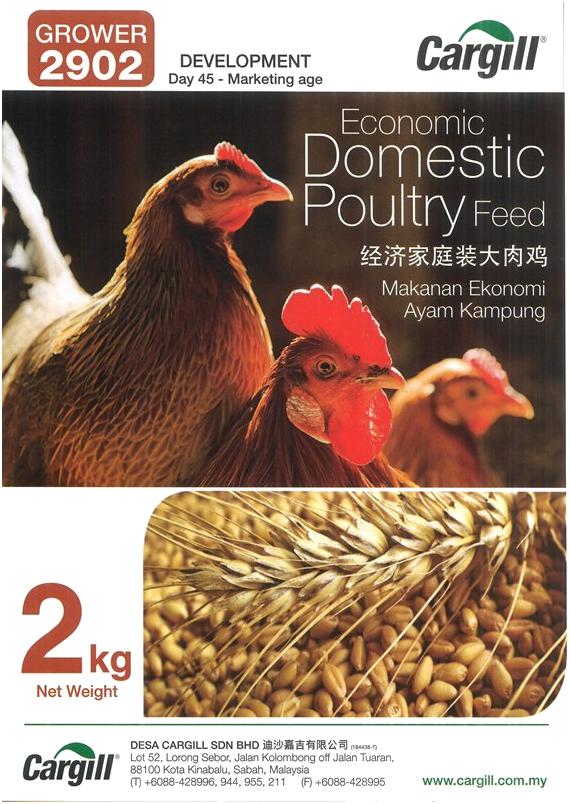 GROWER
2902
DEVELOPMENT
Day 45 - Marketing age
Cargill®
Economic
Domestic
Poultry Feed
经济家庭装大肉鸡
Makanan Ekonomi
Ayam Kampung
2kg
Net Weight
Cargill®
DESA CARGILL SDN BHD 迪沙嘉吉有限公司 (184438-T)
Lot 52, Lorong Sebor, Jalan Kolombong off Jalan Tuaran,
88100 Kota Kinabalu, Sabah, Malaysia
(T) +6088-428996, 944, 955, 211 (F) +6088-428995
www.cargill.com.my